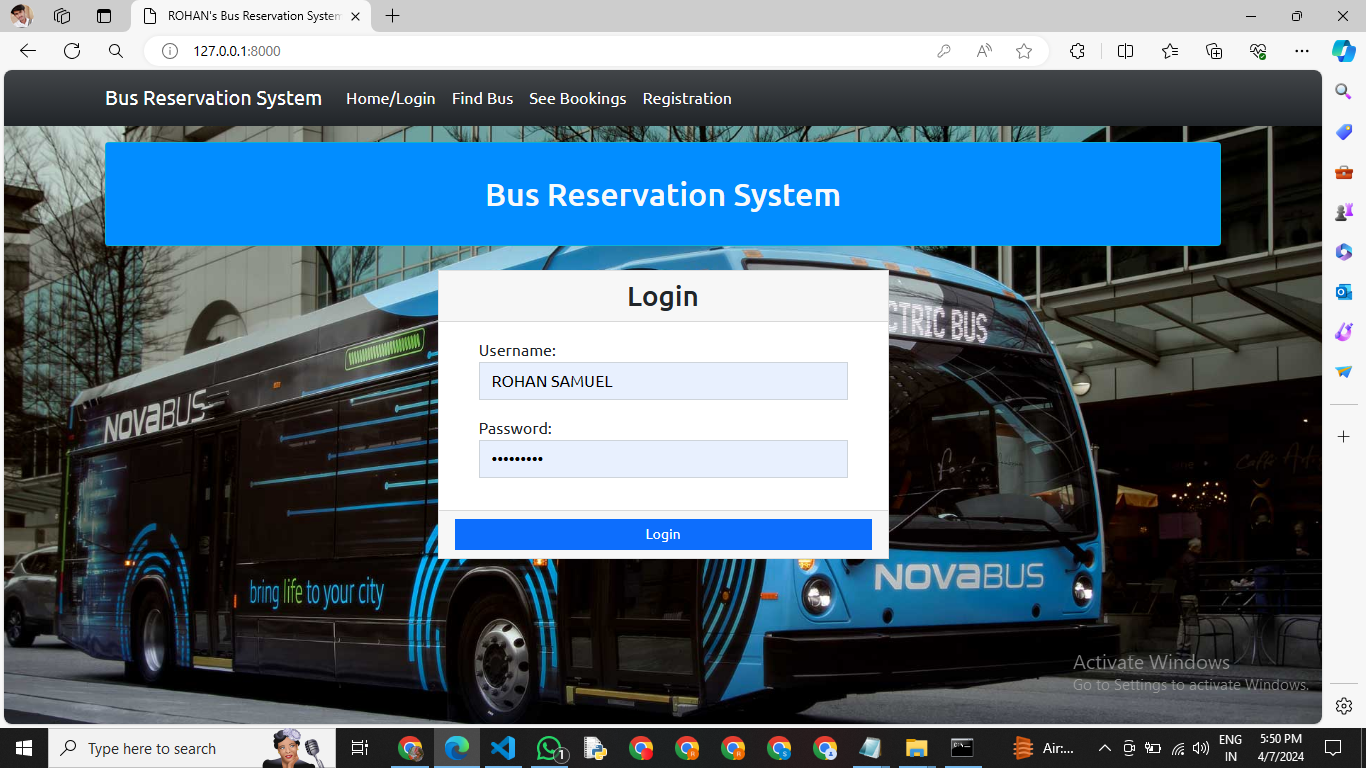 ROHAN's Bus Reservation System
127.0.0.1:8000
Bus Reservation System Home/Login Find Bus See Bookings Registration
Bus Reservation System
Login
CTRIC BUS
Username:
ROHAN SAMUEL
NOVABUS
Password:
•••••••••
Login
NOVABUS
bring life to your city
Activate Windows
Go to Settings to activate Windows.
Type here to search
1
Air:...
ENG
IN
5:50 PM
4/7/2024